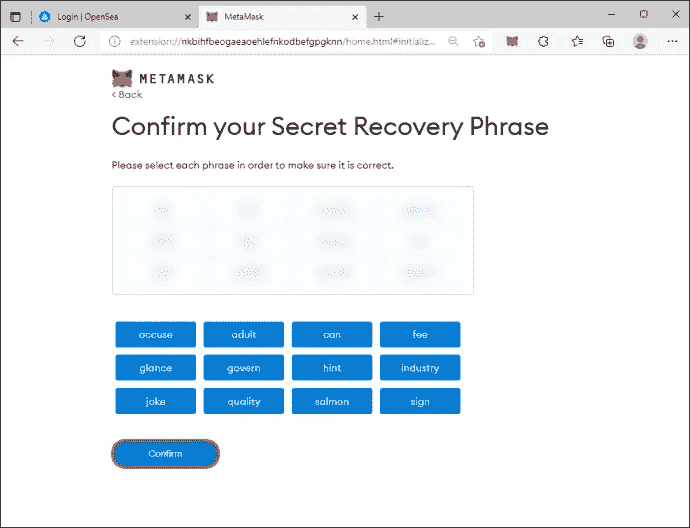 Login | OpenSea
MetaMask
extension://nkbihfbeogaeaoehlefnkodbefgpgknn/home.html#initializ...
METAMASK
< Back
Confirm your Secret Recovery Phrase
Please select each phrase in order to make sure it is correct.
accuse adult can fee
glance govern hint industry
joke quality salmon sign
Confirm